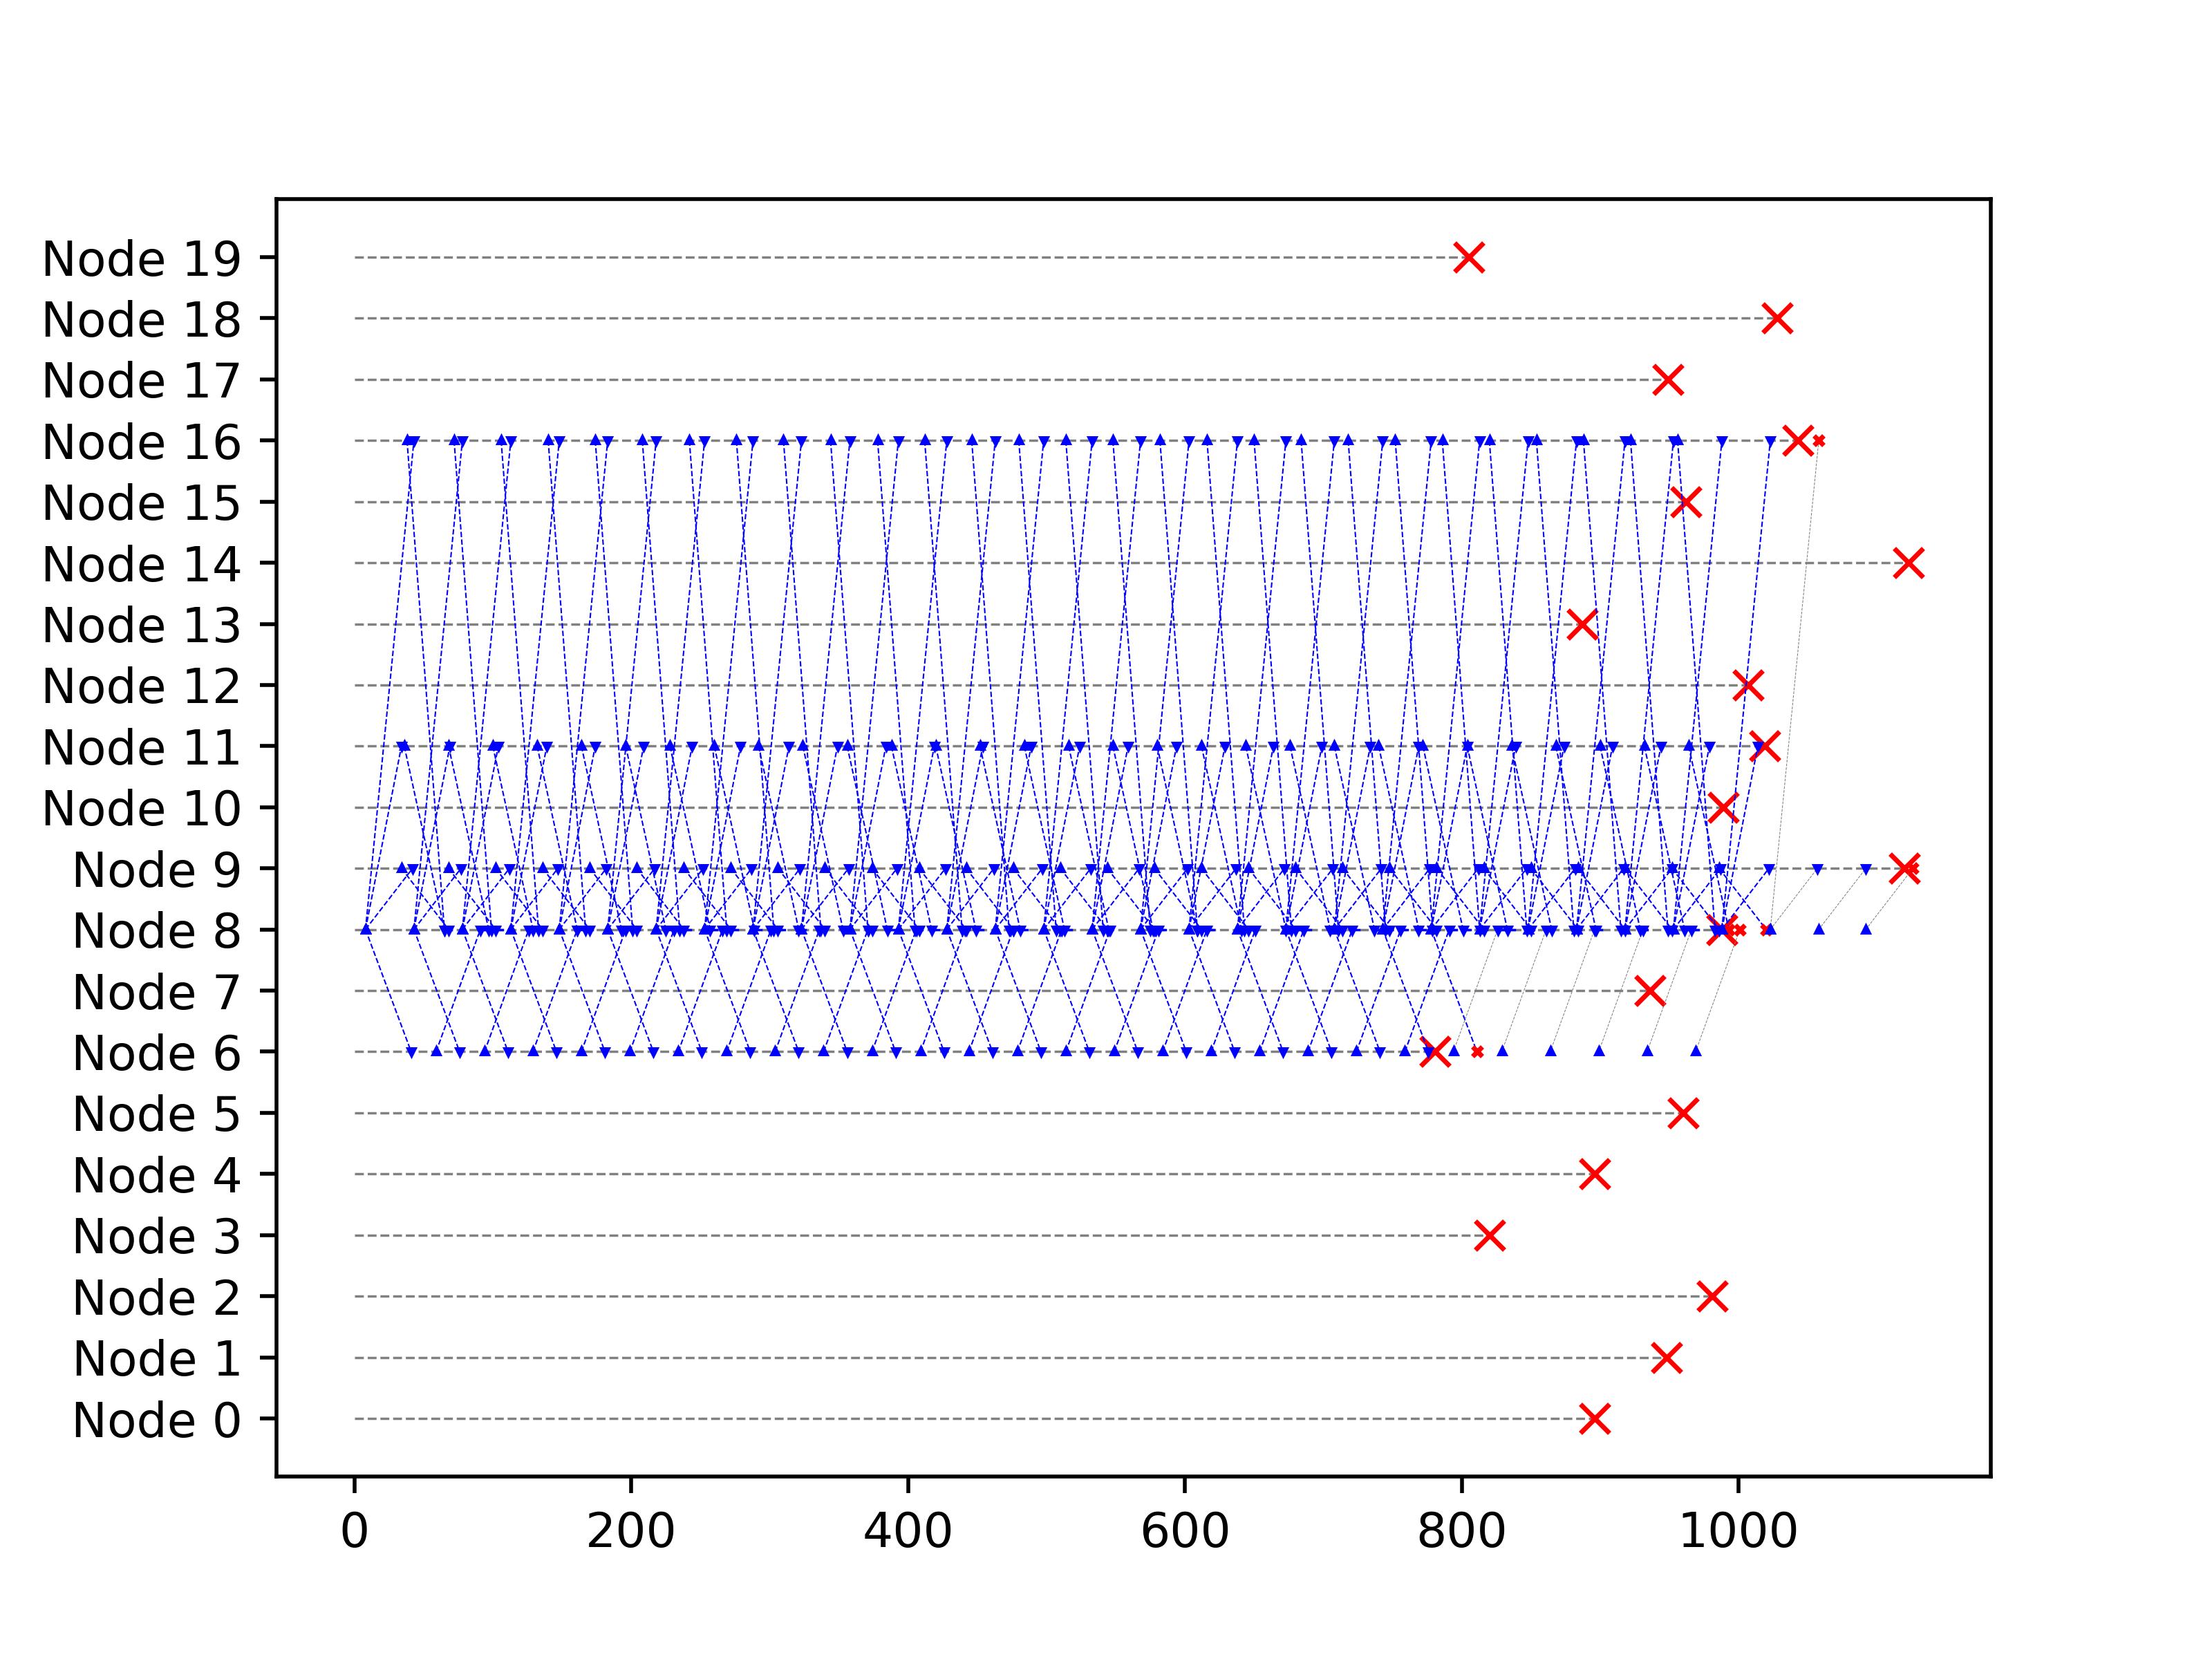 Node 19
Node 18
Node 17
Node 16
Node 15
Node 14
Node 13
Node 12
Node 11
Node 10
Node 9
Node 8
Node 7
Node 6
Node 5
Node 4
Node 3
Node 2
Node 1
Node 0
0 200 400 600 800 1000